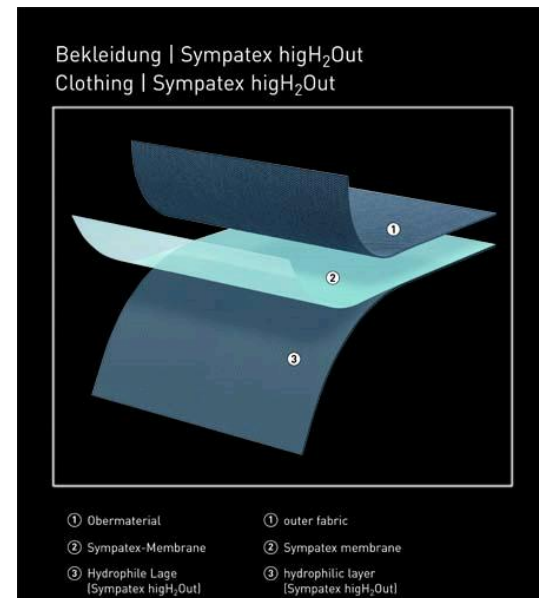 Bekleidung | Sympatex higH₂Out
Clothing | Sympatex higH₂Out
1
2
3
1 Obermaterial
2 Sympatex-Membrane
3 Hydrophile Lage
(Sympatex higH₂Out)
1 outer fabric
2 Sympatex membrane
3 hydrophilic layer
(Sympatex higH₂Out)